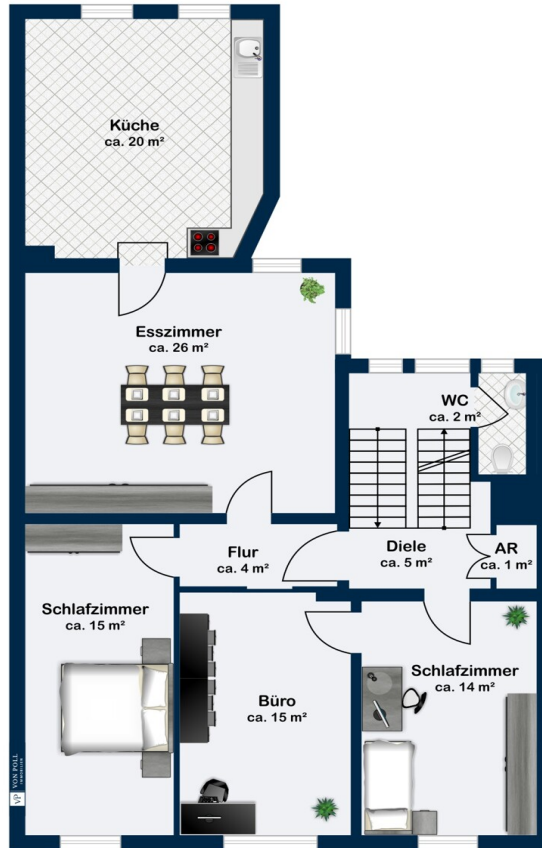 Küche
ca. 20 m²
Esszimmer
ca. 26 m²
WC
ca. 2 m²
Flur
ca. 4 m²
Diele
ca. 5 m²
AR
ca. 1 m²
Schlafzimmer
ca. 15 m²
Schlafzimmer
ca. 14 m²
Büro
ca. 15 m²
VP VON POLL
IMMOBILIEN